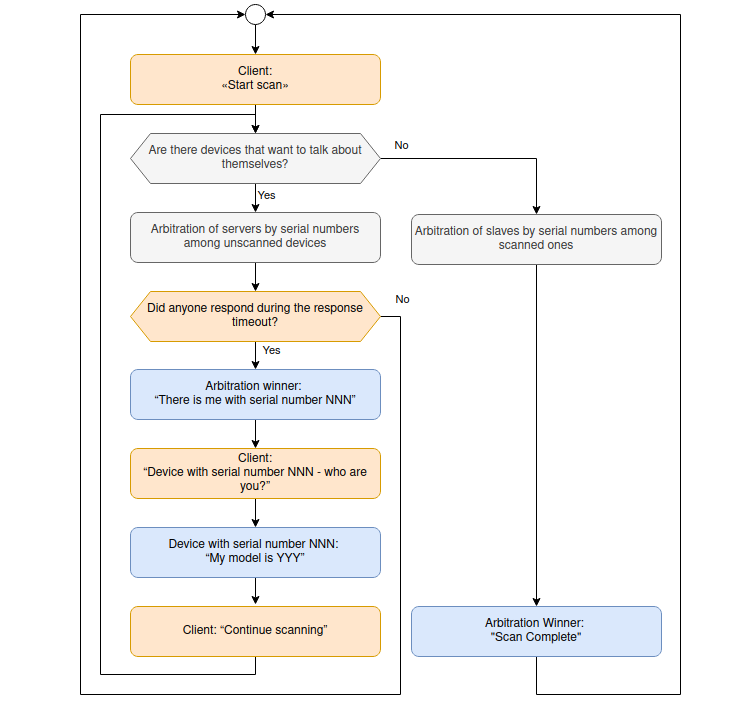 Client:
«Start scan»
Are there devices that want to talk about
themselves?
No
Yes
Arbitration of servers by serial numbers
among unscanned devices
Arbitration of slaves by serial numbers among
scanned ones
Did anyone respond during the response
timeout?
No
Yes
Arbitration winner:
“There is me with serial number NNN”
Client:
“Device with serial number NNN - who are
you?”
Device with serial number NNN:
“My model is YYY”
Client: “Continue scanning”
Arbitration Winner:
"Scan Complete"